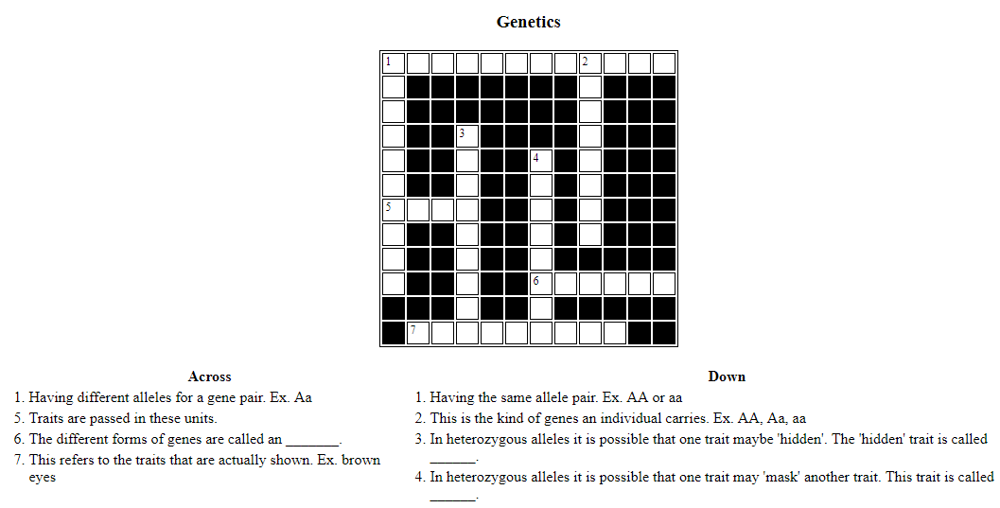 Genetics
1 2
3
4
5
6
7
Across
1. Having different alleles for a gene pair. Ex. Aa
5. Traits are passed in these units.
6. The different forms of genes are called an _______.
7. This refers to the traits that are actually shown. Ex. brown
eyes
Down
1. Having the same allele pair. Ex. AA or aa
2. This is the kind of genes an individual carries. Ex. AA, Aa, aa
3. In heterozygous alleles it is possible that one trait maybe 'hidden'. The 'hidden' trait is called
______.
4. In heterozygous alleles it is possible that one trait may 'mask' another trait. This trait is called
______.